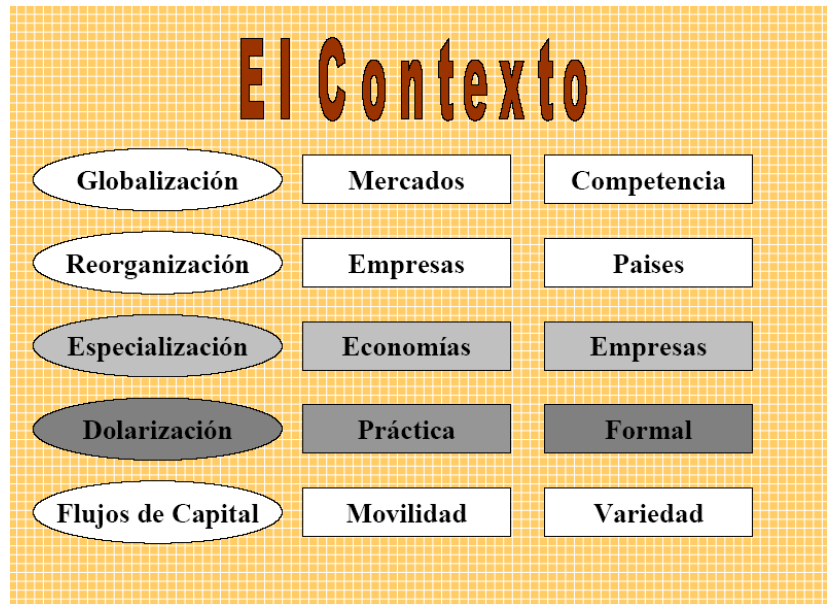 El Contexto
Globalización Mercados Competencia
Reorganización Empresas Paises
Especialización Economías Empresas
Dolarización Práctica Formal
Flujos de Capital Movilidad Variedad